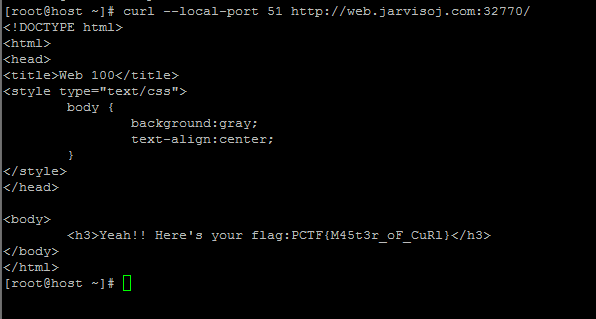 [root@host ~]# curl --local-port 51 http://web.jarvisoj.com:32770/
<!DOCTYPE html>
<html>
<head>
<title>Web 100</title>
<style type="text/css">
        body {
                background:gray;
                text-align:center;
        }
</style>
</head>

<body>
        <h3>Yeah!! Here's your flag:PCTF{M45t3r_oF_CuRl}</h3>
</body>
</html>
[root@host ~]#